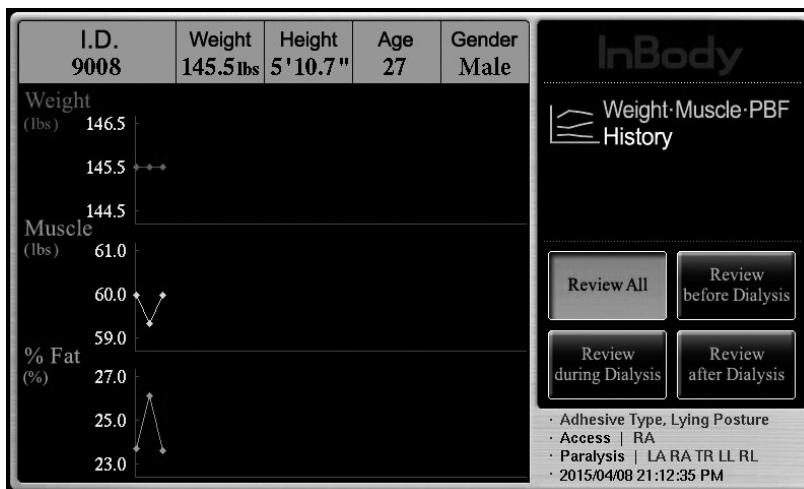 I.D. Weight Height Age Gender
9008 145.5 lbs 5'10.7" 27 Male
InBody
Weight·Muscle·PBF
History
Weight
(lbs)
146.5
145.5
144.5
Muscle
(lbs)
61.0
60.0
59.0
% Fat
(%)
27.0
25.0
23.0
Review All
Review
before Dialysis
Review
during Dialysis
Review
after Dialysis
· Adhesive Type, Lying Posture
· Access | RA
· Paralysis | LA RA TR LL RL
· 2015/04/08 21:12:35 PM